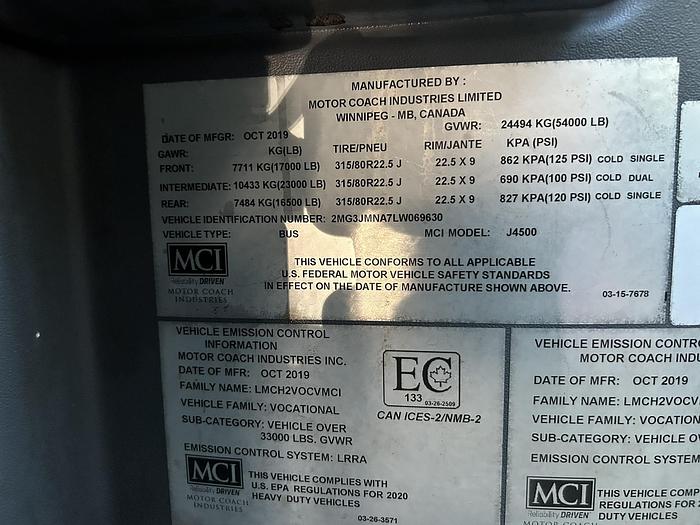 MANUFACTURED BY :
MOTOR COACH INDUSTRIES LIMITED
WINNIPEG - MB, CANADA
GVWR: 24494 KG(54000 LB)
DATE OF MFGR: OCT 2019
GAWR: KG(LB) TIRE/PNEU RIM/JANTE KPA (PSI)
FRONT: 7711 KG(17000 LB) 315/80R22.5 J 22.5 X 9 862 KPA(125 PSI) COLD SINGLE
INTERMEDIATE: 10433 KG(23000 LB) 315/80R22.5 J 22.5 X 9 690 KPA(100 PSI) COLD DUAL
REAR: 7484 KG(16500 LB) 315/80R22.5 J 22.5 X 9 827 KPA(120 PSI) COLD SINGLE
VEHICLE IDENTIFICATION NUMBER: 2MG3JMNA7LW069630
VEHICLE TYPE: BUS MCI MODEL: J4500
MCI
Reliability DRIVEN
MOTOR COACH
INDUSTRIES
THIS VEHICLE CONFORMS TO ALL APPLICABLE
U.S. FEDERAL MOTOR VEHICLE SAFETY STANDARDS
IN EFFECT ON THE DATE OF MANUFACTURE SHOWN ABOVE.
03-15-7678
VEHICLE EMISSION CONTROL
INFORMATION
MOTOR COACH INDUSTRIES INC.
DATE OF MFR: OCT 2019
FAMILY NAME: LMCH2VOCVMCI
VEHICLE FAMILY: VOCATIONAL
SUB-CATEGORY: VEHICLE OVER
33000 LBS. GVWR
EMISSION CONTROL SYSTEM: LRRA
EC
133 03-26-2509
CAN ICES-2/NMB-2
MCI
Reliability DRIVEN
MOTOR COACH
INDUSTRIES
THIS VEHICLE COMPLIES WITH
U.S. EPA REGULATIONS FOR 2020
HEAVY DUTY VEHICLES
03-26-3571
VEHICLE EMISSION CONTROL
MOTOR COACH INDU
DATE OF MFR: OCT 2019
FAMILY NAME: LMCH2VOCV
VEHICLE FAMILY: VOCATION
SUB-CATEGORY: VEHICLE O
EMISSION CONTROL SYSTEM
MCI
Reliability DRIVEN
MOTOR COACH
THIS VEHICLE COMP
REGULATIONS FOR 2
DUTY VEHICLES